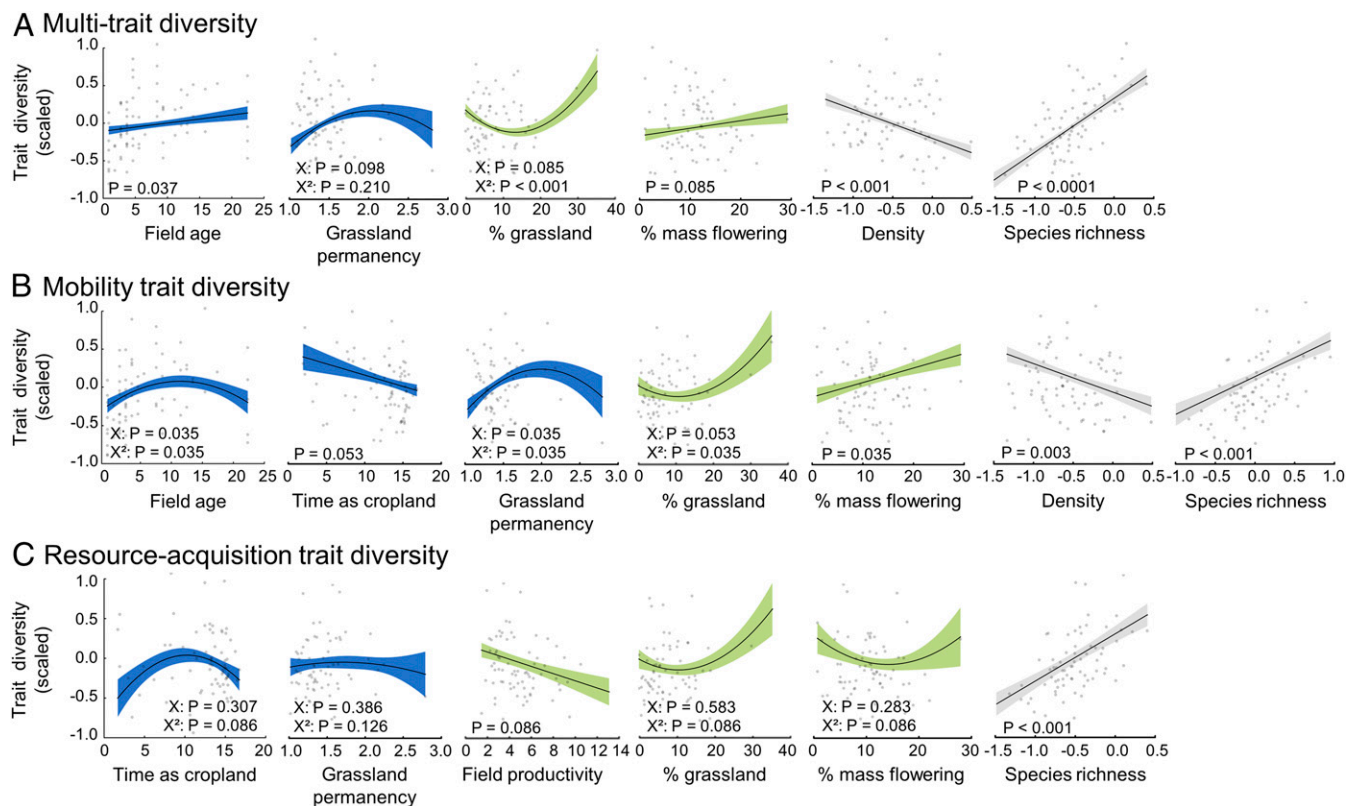 A Multi-trait diversity
Trait diversity
(scaled)
1.0
0.5
0.0
-0.5
-1.0
P = 0.037
0 5 10 15 20 25
Field age
X: P = 0.098
X²: P = 0.210
1.0 1.5 2.0 2.5 3.0
Grassland
permanency
X: P = 0.085
X²: P < 0.001
0 10 20 30 40
% grassland
P = 0.085
0 10 20 30
% mass flowering
P < 0.001
-1.5 -1.0 -0.5 0.0 0.5
Density
P < 0.0001
-1.5 -1.0 -0.5 0.0 0.5
Species richness
B Mobility trait diversity
Trait diversity
(scaled)
1.0
0.5
0.0
-0.5
-1.0
X: P = 0.035
X²: P = 0.035
0 5 10 15 20 25
Field age
P = 0.053
0 5 10 15 20
Time as cropland
X: P = 0.035
X²: P = 0.035
1.0 1.5 2.0 2.5 3.0
Grassland
permanency
X: P = 0.053
X²: P = 0.035
0 10 20 30 40
% grassland
P = 0.035
0 10 20 30
% mass flowering
P = 0.003
-1.5 -1.0 -0.5 0.0 0.5
Density
P < 0.001
-1.0 -0.5 0.0 0.5 1.0
Species richness
C Resource-acquisition trait diversity
Trait diversity
(scaled)
1.0
0.5
0.0
-0.5
-1.0
X: P = 0.307
X²: P = 0.086
0 5 10 15 20
Time as cropland
X: P = 0.386
X²: P = 0.126
1.0 1.5 2.0 2.5 3.0
Grassland
permanency
P = 0.086
0 2 4 6 8 10 12 14
Field productivity
X: P = 0.583
X²: P = 0.086
0 10 20 30 40
% grassland
X: P = 0.283
X²: P = 0.086
0 10 20 30
% mass flowering
P < 0.001
-1.5 -1.0 -0.5 0.0 0.5
Species richness